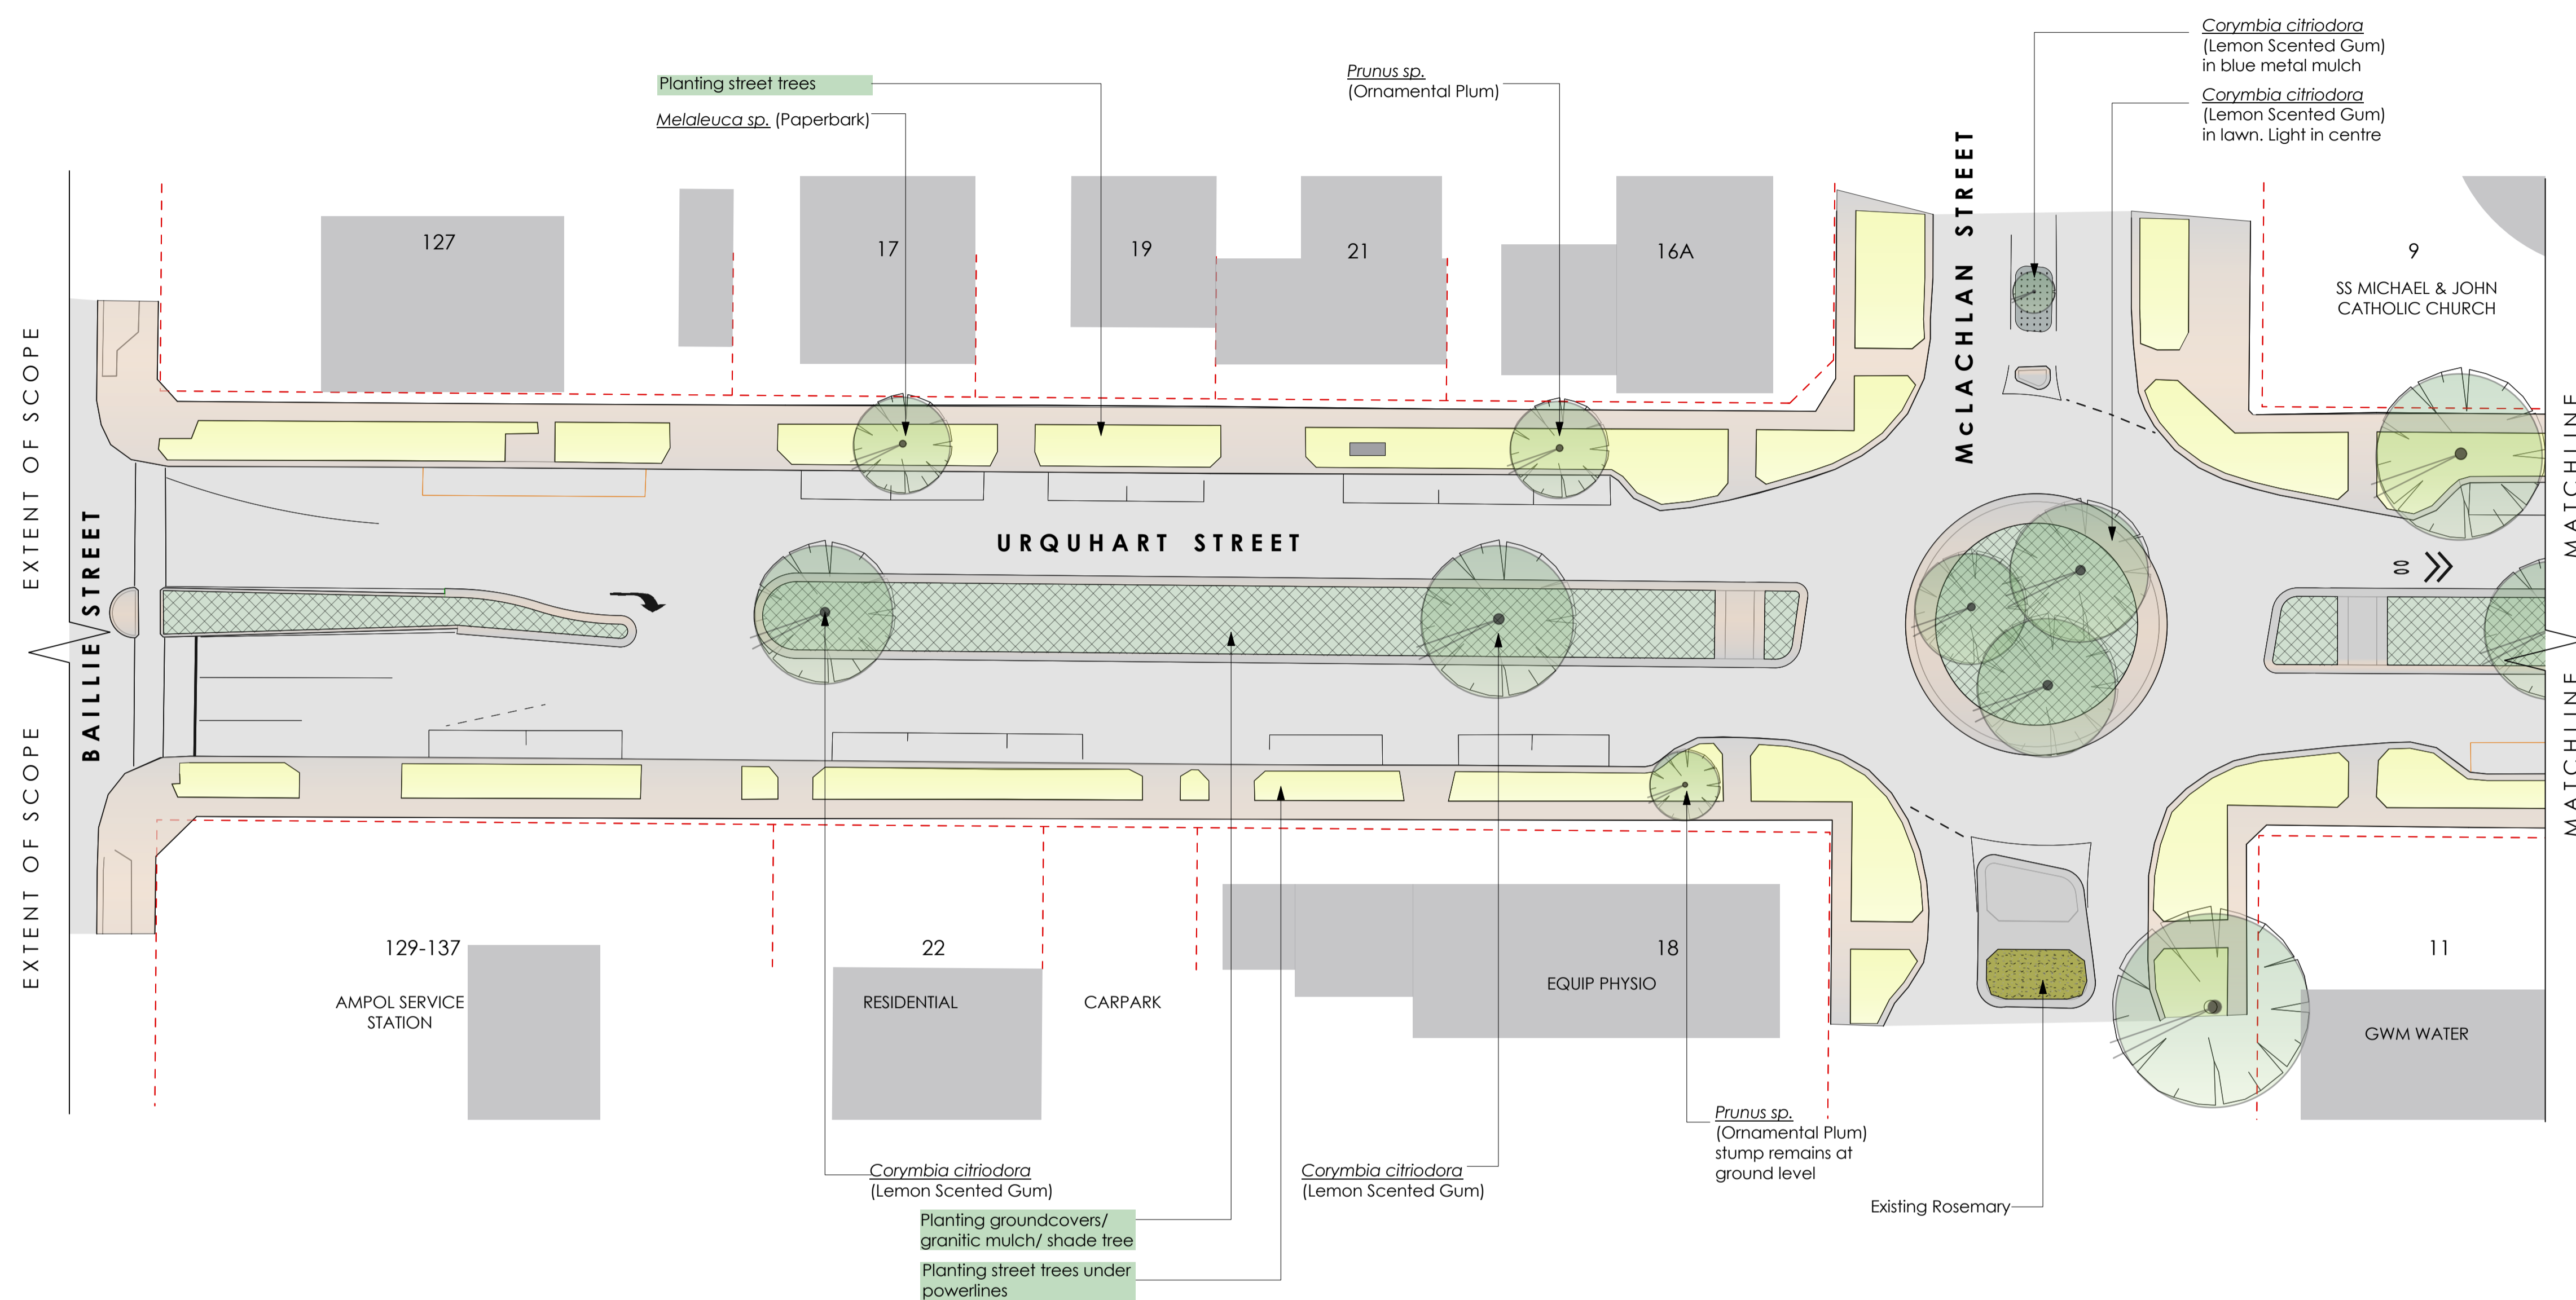 Corymbia citriodora
(Lemon Scented Gum)
in blue metal mulch
Corymbia citriodora
(Lemon Scented Gum)
in lawn. Light in centre
Prunus sp.
(Ornamental Plum)
Planting street trees
Melaleuca sp. (Paperbark)
127
17
19
21
16A
McLACHLAN STREET
9
SS MICHAEL & JOHN
CATHOLIC CHURCH
EXTENT OF SCOPE
MATCHLINE
BAILLIE STREET
URQUHART STREET
EXTENT OF SCOPE
MATCHLINE
129-137
AMPOL SERVICE
STATION
22
RESIDENTIAL
CARPARK
18
EQUIP PHYSIO
11
GWM WATER
Corymbia citriodora
(Lemon Scented Gum)
Corymbia citriodora
(Lemon Scented Gum)
Prunus sp.
(Ornamental Plum)
stump remains at
ground level
Existing Rosemary
Planting groundcovers/
granitic mulch/ shade tree
Planting street trees under
powerlines